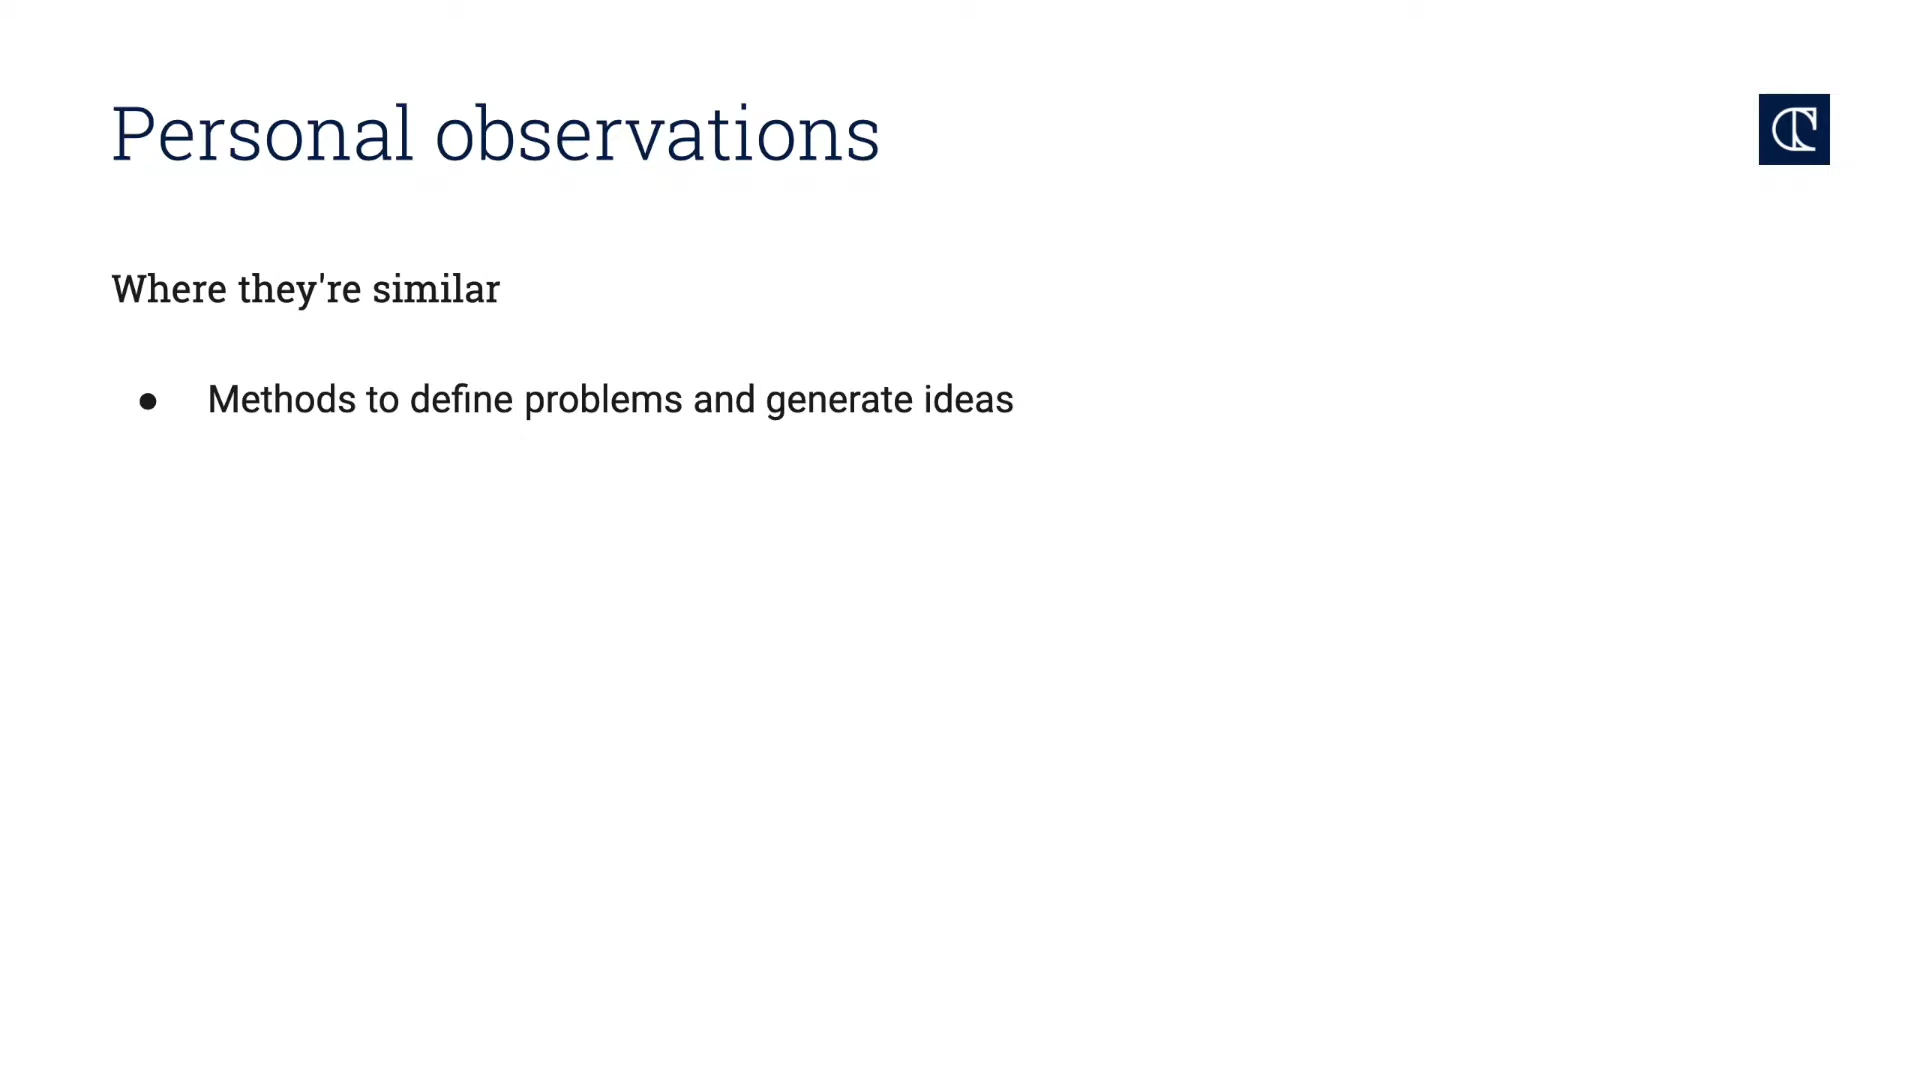 Personal observations
Where they're similar
● Methods to define problems and generate ideas